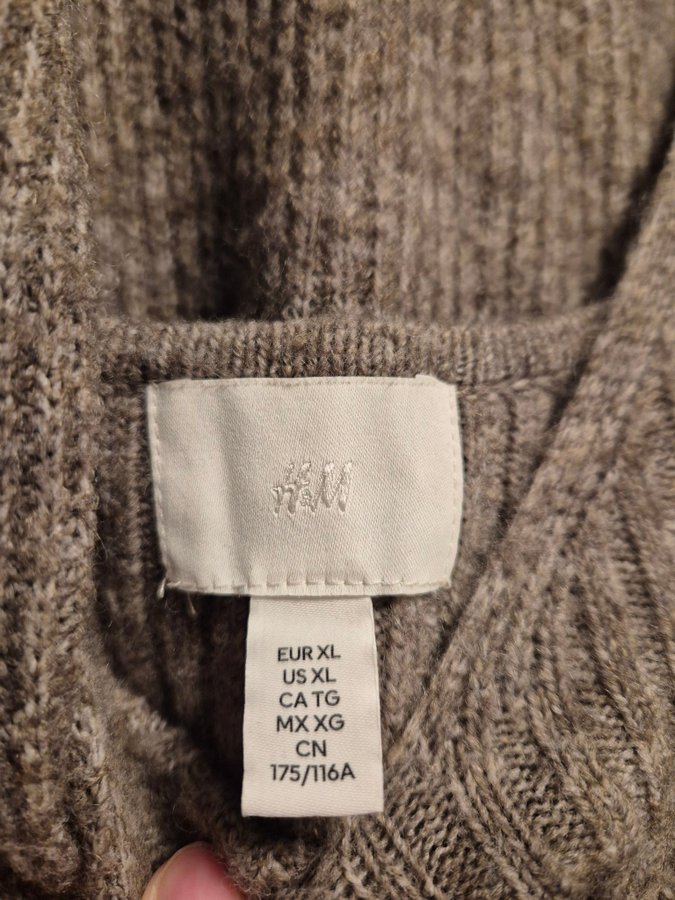 H&M
EUR XL
US XL
CA TG
MX XG
CN
175/116A